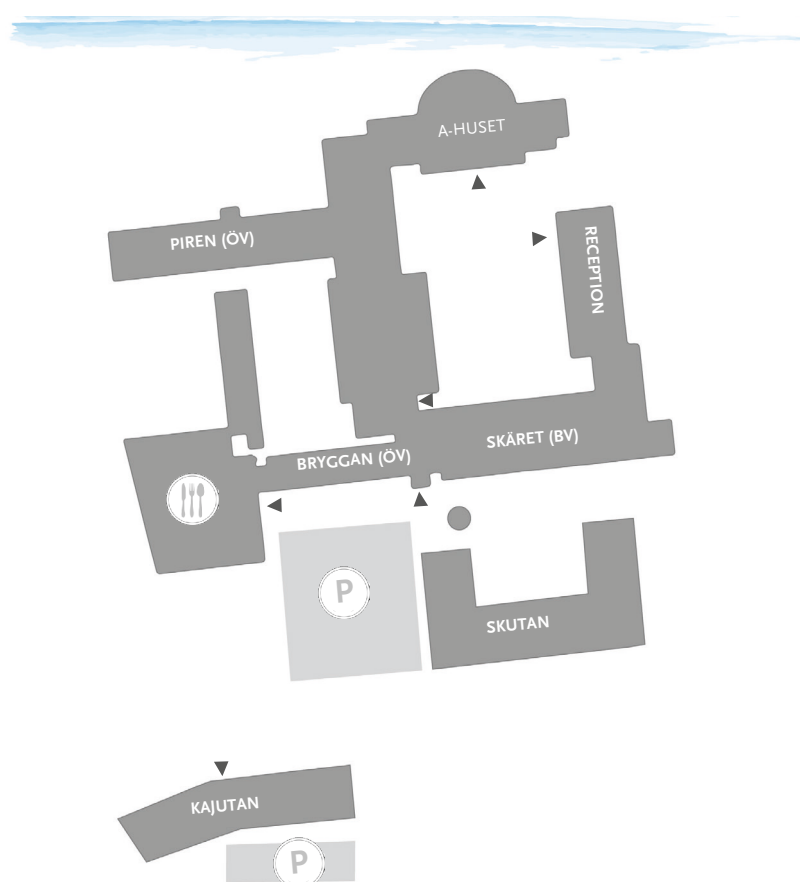 A-HUSET
PIREN (ÖV)
RECEPTION
SKÄRET (BV)
BRYGGAN (ÖV)
P
SKUTAN
KAJUTAN
P